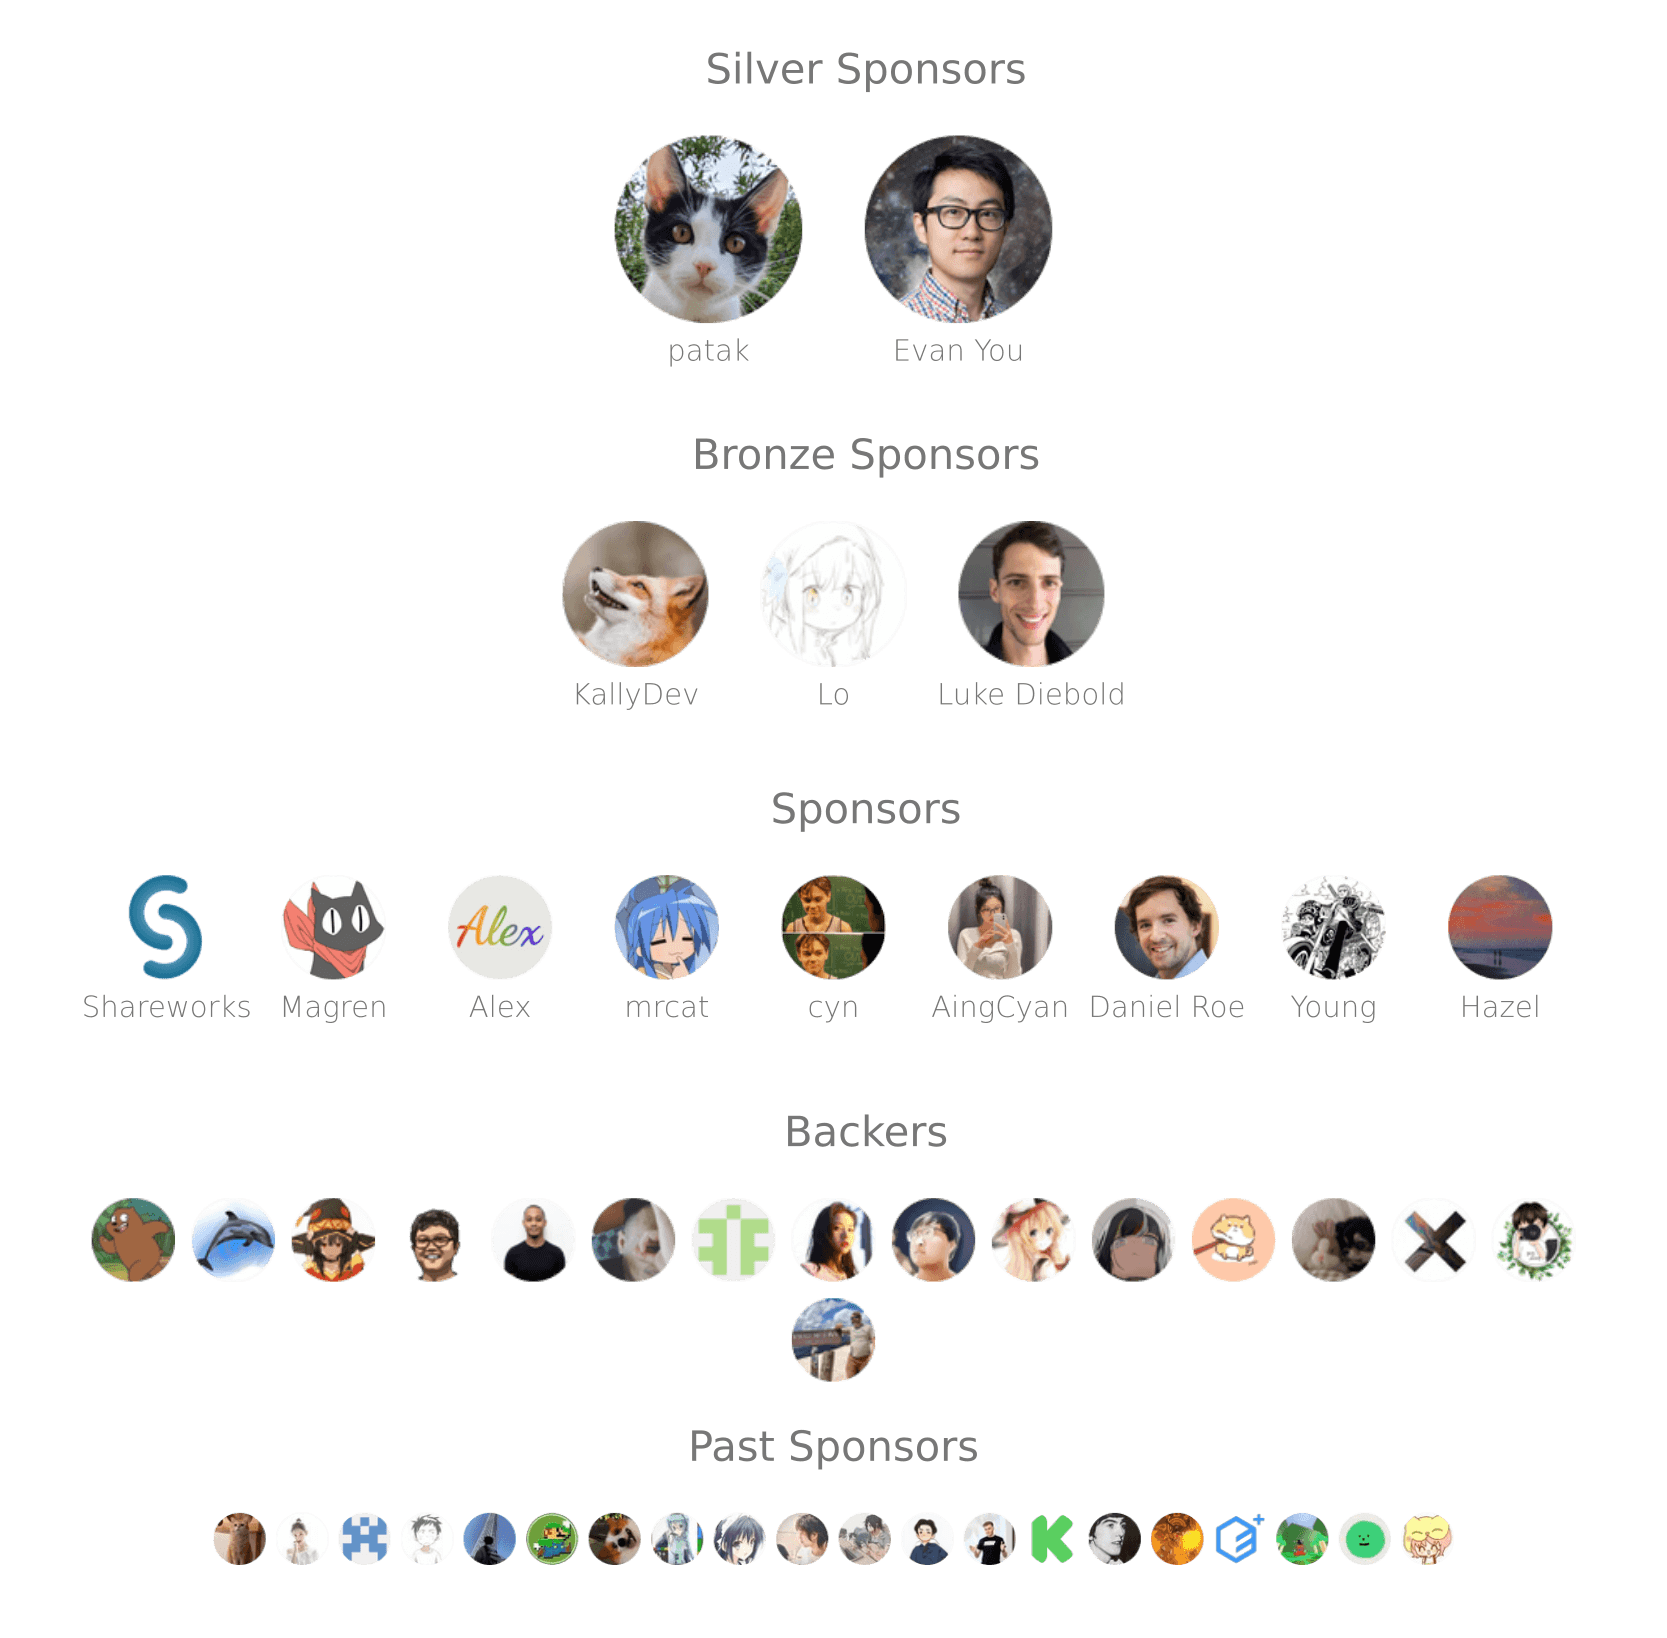 Silver Sponsors
patak Evan You
Bronze Sponsors
KallyDev Lo Luke Diebold
Sponsors
Alex
Shareworks Magren Alex mrcat cyn AingCyan Daniel Roe Young Hazel
Backers
Past Sponsors